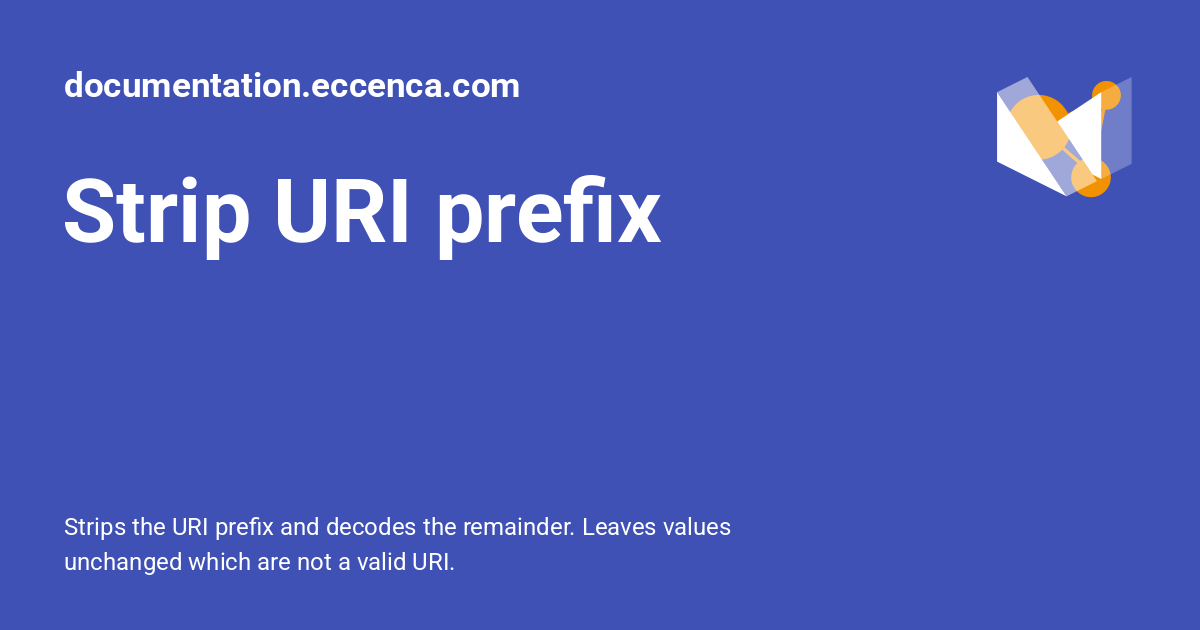 documentation.eccenca.com
Strip URI prefix
Strips the URI prefix and decodes the remainder. Leaves values
unchanged which are not a valid URI.